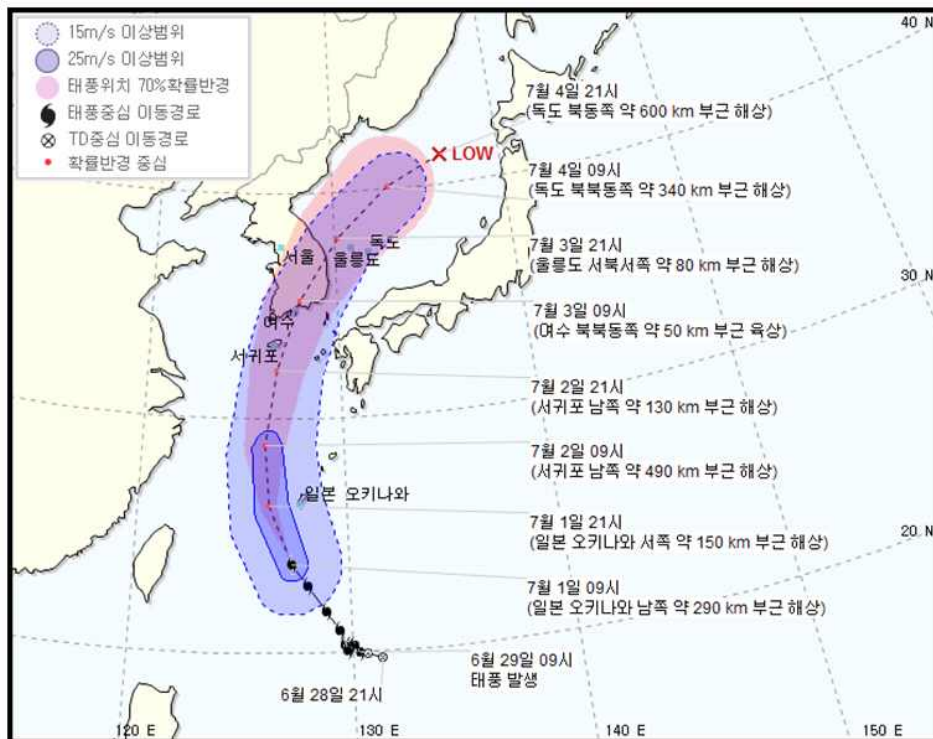 15m/s 이상범위
25m/s 이상범위
태풍위치 70%확률반경
태풍중심 이동경로
TD중심 이동경로
확률반경 중심
40 N
7월 4일 21시
(독도 북동쪽 약 600 km 부근 해상)
LOW
7월 4일 09시
(독도 북북동쪽 약 340 km 부근 해상)
독도
서울
울릉도
7월 3일 21시
(울릉도 서북서쪽 약 80 km 부근 해상)
30 N
7월 3일 09시
(여수 북북동쪽 약 50 km 부근 육상)
여수
서귀포
7월 2일 21시
(서귀포 남쪽 약 130 km 부근 해상)
7월 2일 09시
(서귀포 남쪽 약 490 km 부근 해상)
일본 오키나와
7월 1일 21시
(일본 오키나와 서쪽 약 150 km 부근 해상)
20 N
7월 1일 09시
(일본 오키나와 남쪽 약 290 km 부근 해상)
6월 29일 09시
태풍 발생
6월 28일 21시
120 E
130 E
140 E
150 E